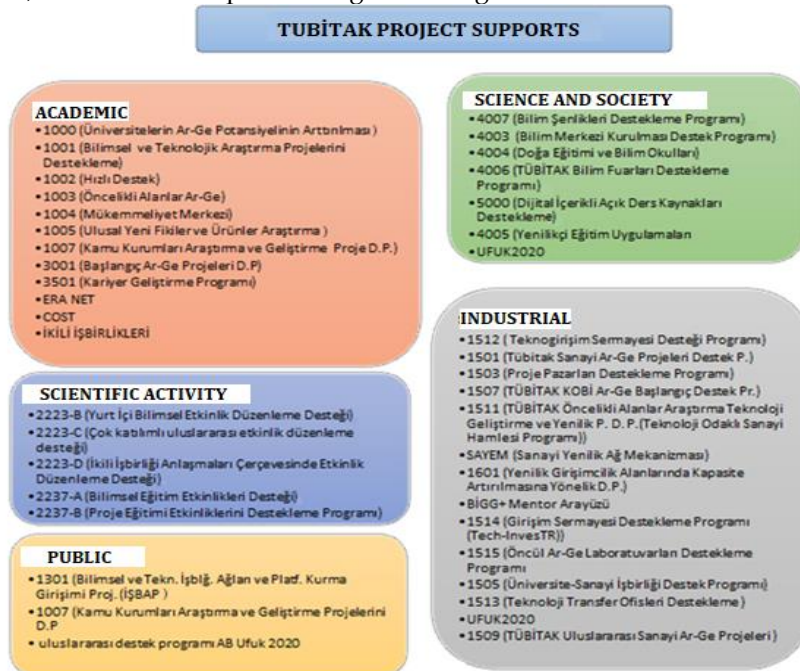 TUBİTAK PROJECT SUPPORTS
ACADEMIC
•1000 (Üniversitelerin Ar-Ge Potansiyelinin Arttırılması )
•1001 (Bilimsel ve Teknolojik Araştırma Projelerini
Destekleme)
•1002 (Hızlı Destek)
•1003 (Öncelikli Alanlar Ar-Ge)
•1004 (Mükemmeliyet Merkezi)
•1005 (Ulusal Yeni Fikilerve Ürünler Araştırma )
•1007 (Kamu Kurumları Araştırma ve Geliştirme Proje D.P.)
•3001 (Başlangıç Ar-Ge Projeleri D.P)
•3501 (Kariyer Geliştirme Programı)
•ERA NET
•COST
•İKİLİ İŞBİRLİKLERİ
SCIENTIFIC ACTIVITY
•2223-B (Yurt İçi Bilimsel Etkinlik Düzenleme Desteği)
•2223-C (Çok katılımlı uluslararası etkinlik düzenleme
desteği)
•2223-D (İkili İşbirliği Anlaşmaları Çerçevesinde Etkinlik
Düzenleme Desteği)
•2237-A (Bilimsel Eğitim Etkinlikleri Desteği)
•2237-B (Proje Eğitimi Etkinliklerini Destekleme Programı)
PUBLIC
•1301 (Bilimsel ve Tekn. İşblğ. Ağları ve Platf. Kurma
Girişimi Proj. (İŞBAP )
•1007 (Kamu Kurumları Araştırma ve Geliştirme Projelerini
D.P
• uluslararası destek programı AB Ufuk 2020
SCIENCE AND SOCIETY
•4007 (Bilim Şenlikleri Destekleme Programı)
•4003 (Bilim Merkezi Kurulması Destek Programı)
•4004 (Doğa Eğitimi ve Bilim Okulları)
•4006 (TÜBİTAK Bilim Fuarları Destekleme
Programı)
•5000 (Dijital İçerikli Açık Ders Kaynakları
Destekleme)
•4005 (Yenilikçi Eğitim Uygulamaları
•UFUK2020
INDUSTRIAL
•1512 ( Teknogirişim Sermayesi Desteği Programı)
•1501 (Tübitak Sanayi Ar-Ge Projeleri Destek P.)
•1503 (Proje Pazarları Destekleme Programı)
•1507 (TÜBİTAK KOBİ Ar-Ge Başlangıç Destek Pr.)
•1511 (TÜBİTAK Öncelikli Alanlar Araştırma Teknoloji
Geliştirme ve Yenilik P. D. P.(Teknoloji Odaklı Sanayi
Hamlesi Programı))
•SAYEM (Sanayi Yenilik Ağ Mekanizması)
•1601 (Yenilik Girişimcilik Alanlarında Kapasite
Artırılmasına Yönelik D.P.)
•BİGG+ Mentor Arayüzü
•1514 (Girişim Sermayesi Destekleme Programı
(Tech-InvesTR))
•1515 (Öncül Ar-Ge Laboratuvarları Destekleme
Programı
•1505 (Üniversite-Sanayi İşbirliği Destek Programı)
•1513 (Teknoloji Transfer Ofisleri Destekleme )
•UFUK2020
•1509 (TÜBİTAK Uluslararası Sanayi Ar-Ge Projeleri )